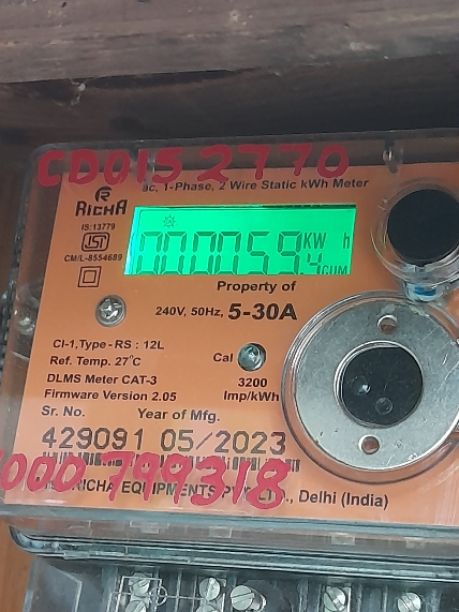 CD0152770
ac, 1-Phase, 2 Wire Static kWh Meter
RICHA
IS:13779
ISI
CM/L-8554689
000059.4 KW h
CUM
Property of
240V, 50Hz, 5-30A
Cl-1,Type - RS : 12L
Ref. Temp. 27°C
Cal
DLMS Meter CAT-3
3200
Firmware Version 2.05
Imp/kWh
Sr. No. Year of Mfg.
429091 05/2023
000799318
RICHA EQUIPMENTS , Delhi (India)